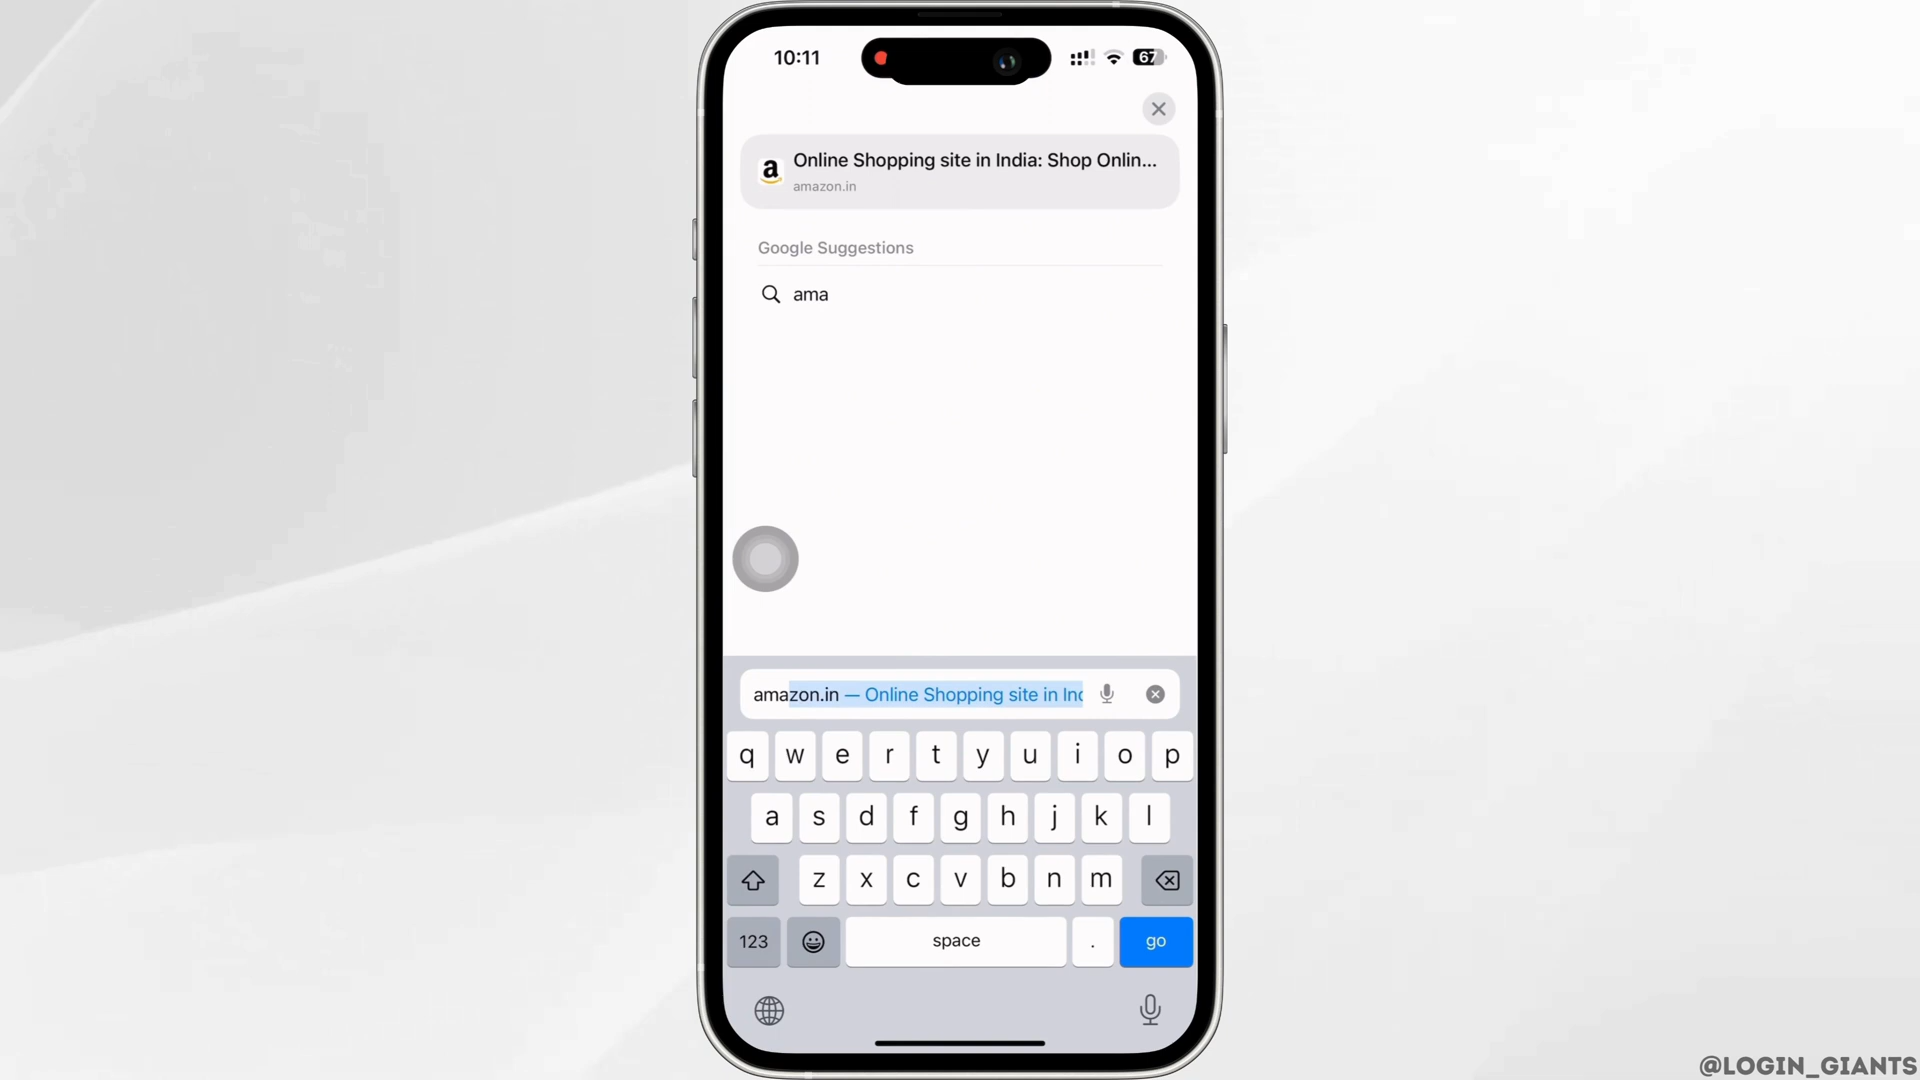 10:11
67
Online Shopping site in India: Shop Onlin...
a
amazon.in
Google Suggestions
ama
amazon.in — Online Shopping site in Ind
q w e r t y u i o p
a s d f g h j k l
z x c v b n m
123 space . go
@LOGIN_GIANTS